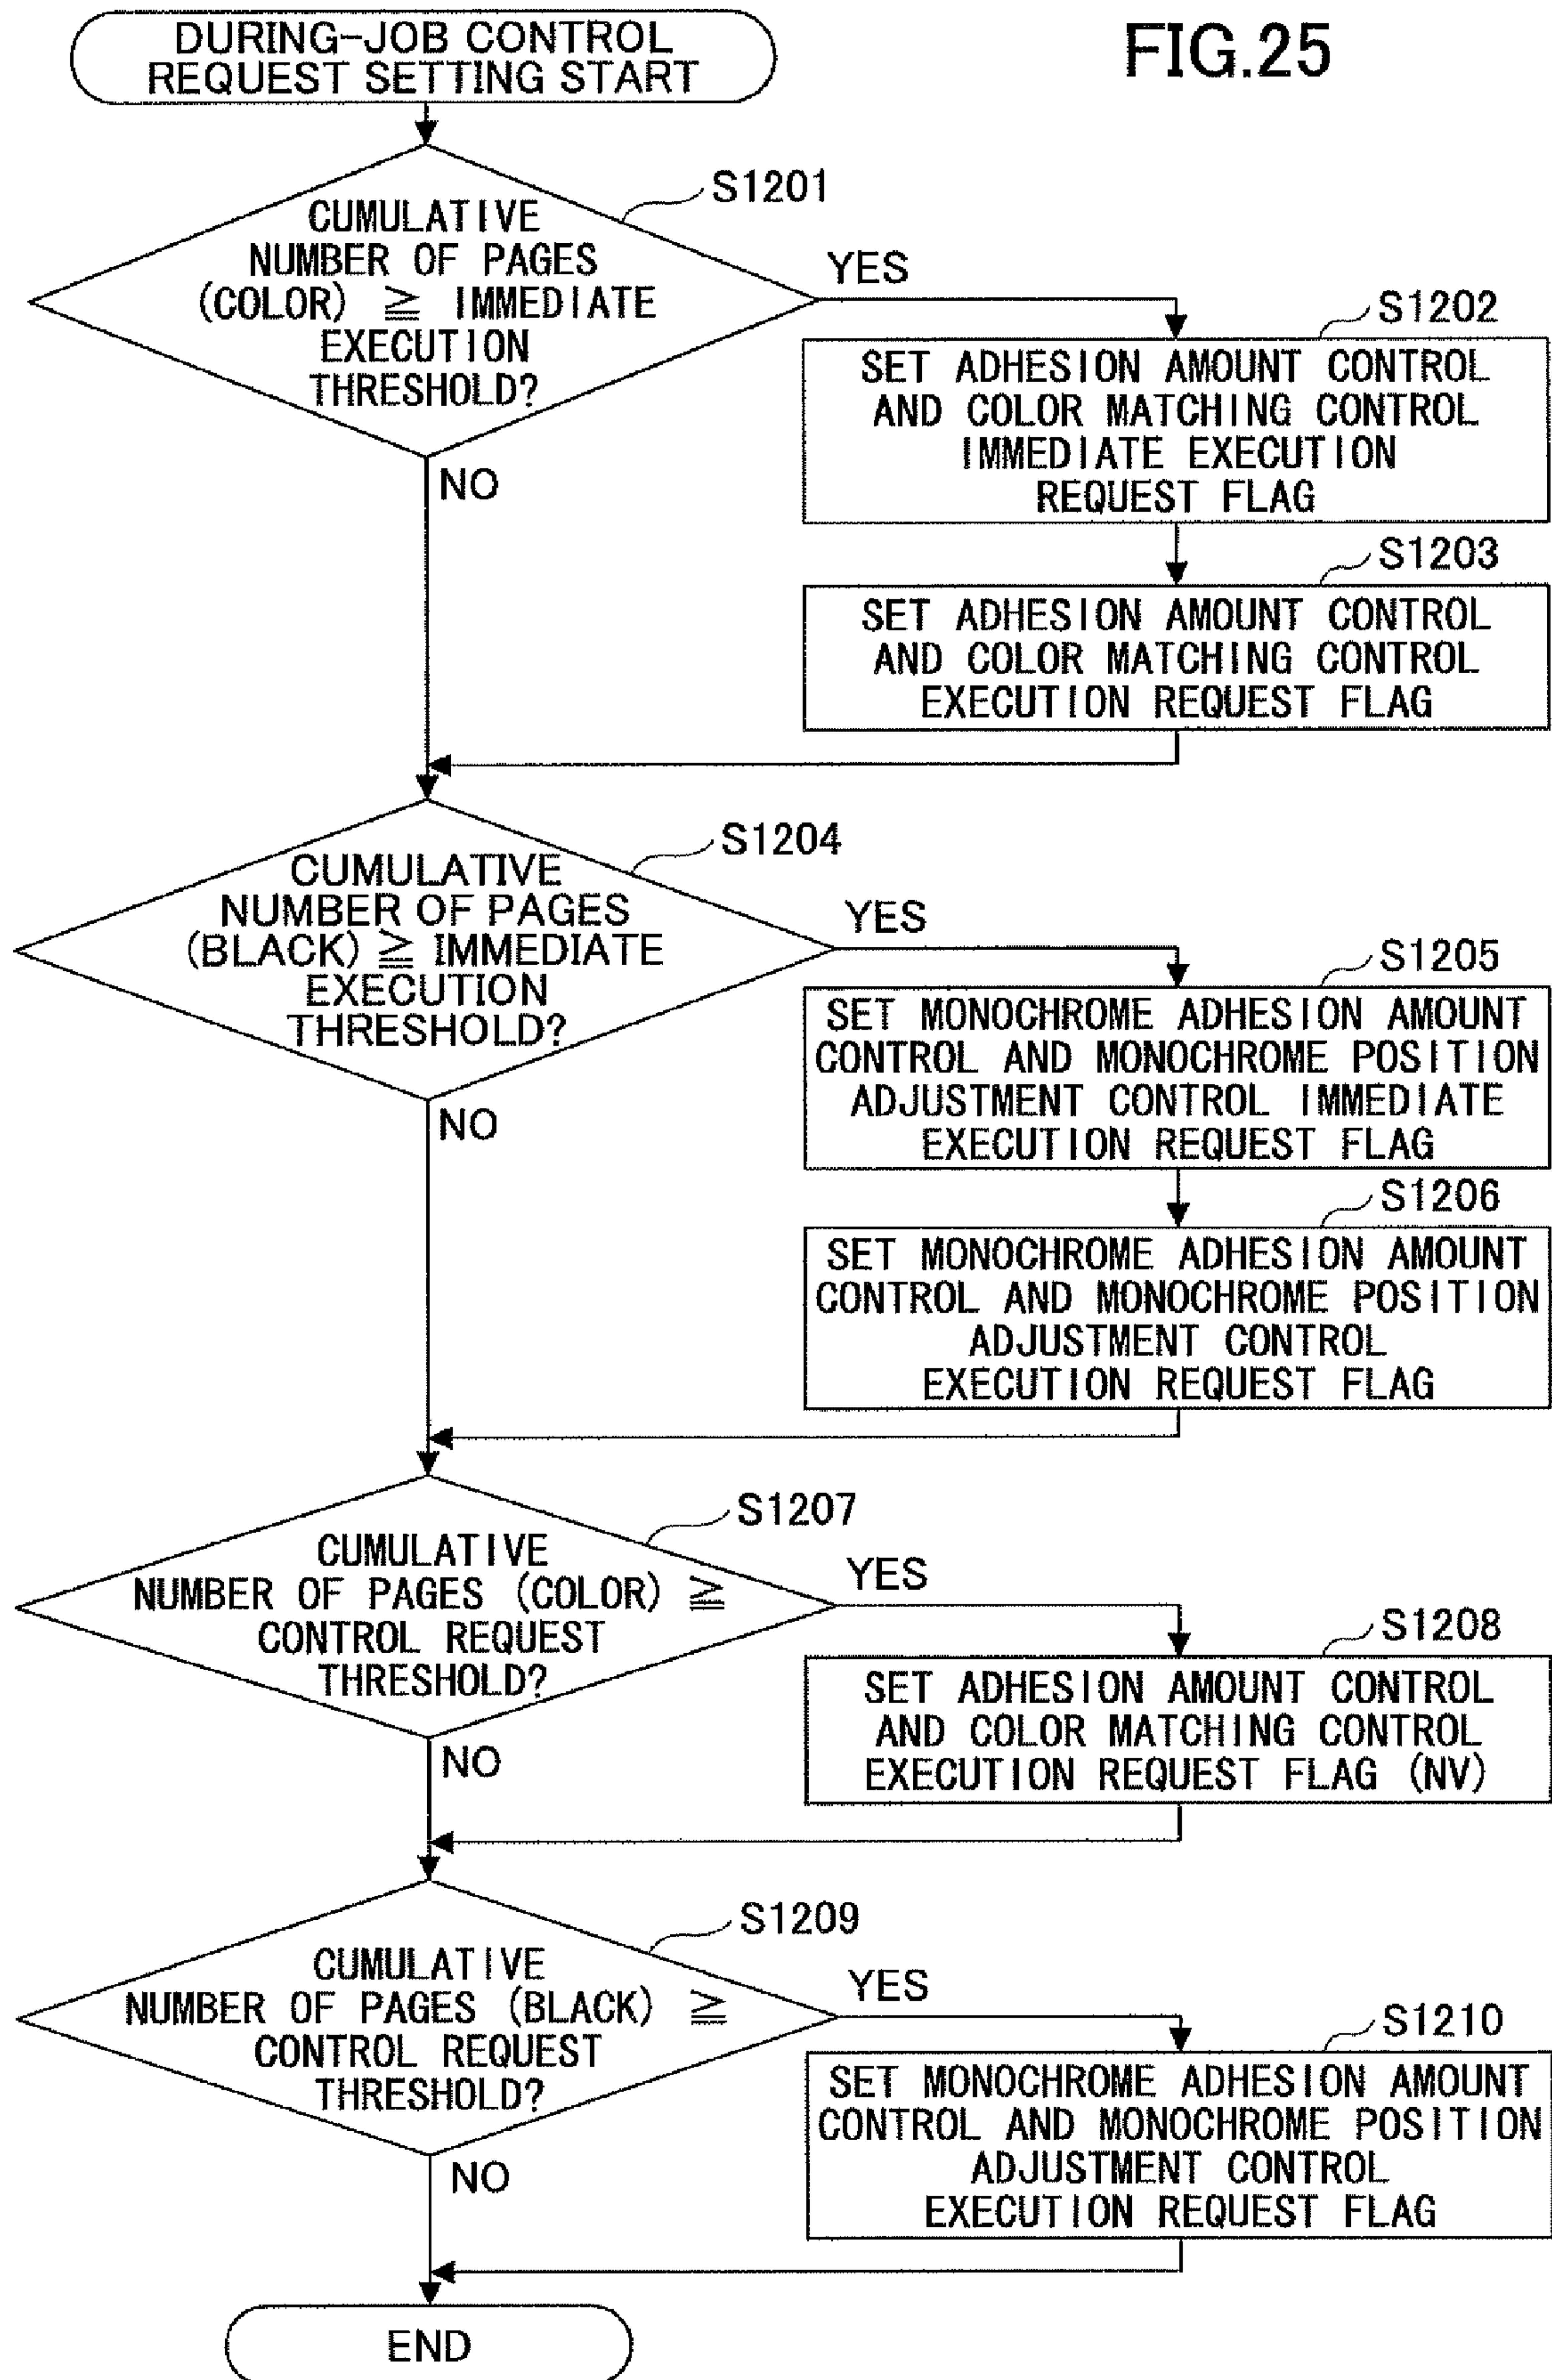 DURING-JOB CONTROL
REQUEST SETTING START
FIG.25
S1201
CUMULATIVE
NUMBER OF PAGES
(COLOR) ≧ IMMEDIATE
EXECUTION
THRESHOLD?
YES
NO
S1202
SET ADHESION AMOUNT CONTROL
AND COLOR MATCHING CONTROL
IMMEDIATE EXECUTION
REQUEST FLAG
S1203
SET ADHESION AMOUNT CONTROL
AND COLOR MATCHING CONTROL
EXECUTION REQUEST FLAG
S1204
CUMULATIVE
NUMBER OF PAGES
(BLACK) ≧ IMMEDIATE
EXECUTION
THRESHOLD?
YES
NO
S1205
SET MONOCHROME ADHESION AMOUNT
CONTROL AND MONOCHROME POSITION
ADJUSTMENT CONTROL IMMEDIATE
EXECUTION REQUEST FLAG
S1206
SET MONOCHROME ADHESION AMOUNT
CONTROL AND MONOCHROME POSITION
ADJUSTMENT CONTROL
EXECUTION REQUEST FLAG
S1207
CUMULATIVE
NUMBER OF PAGES (COLOR) ≧
CONTROL REQUEST
THRESHOLD?
YES
NO
S1208
SET ADHESION AMOUNT CONTROL
AND COLOR MATCHING CONTROL
EXECUTION REQUEST FLAG (NV)
S1209
CUMULATIVE
NUMBER OF PAGES (BLACK) ≧
CONTROL REQUEST
THRESHOLD?
YES
NO
S1210
SET MONOCHROME ADHESION AMOUNT
CONTROL AND MONOCHROME POSITION
ADJUSTMENT CONTROL
EXECUTION REQUEST FLAG
END